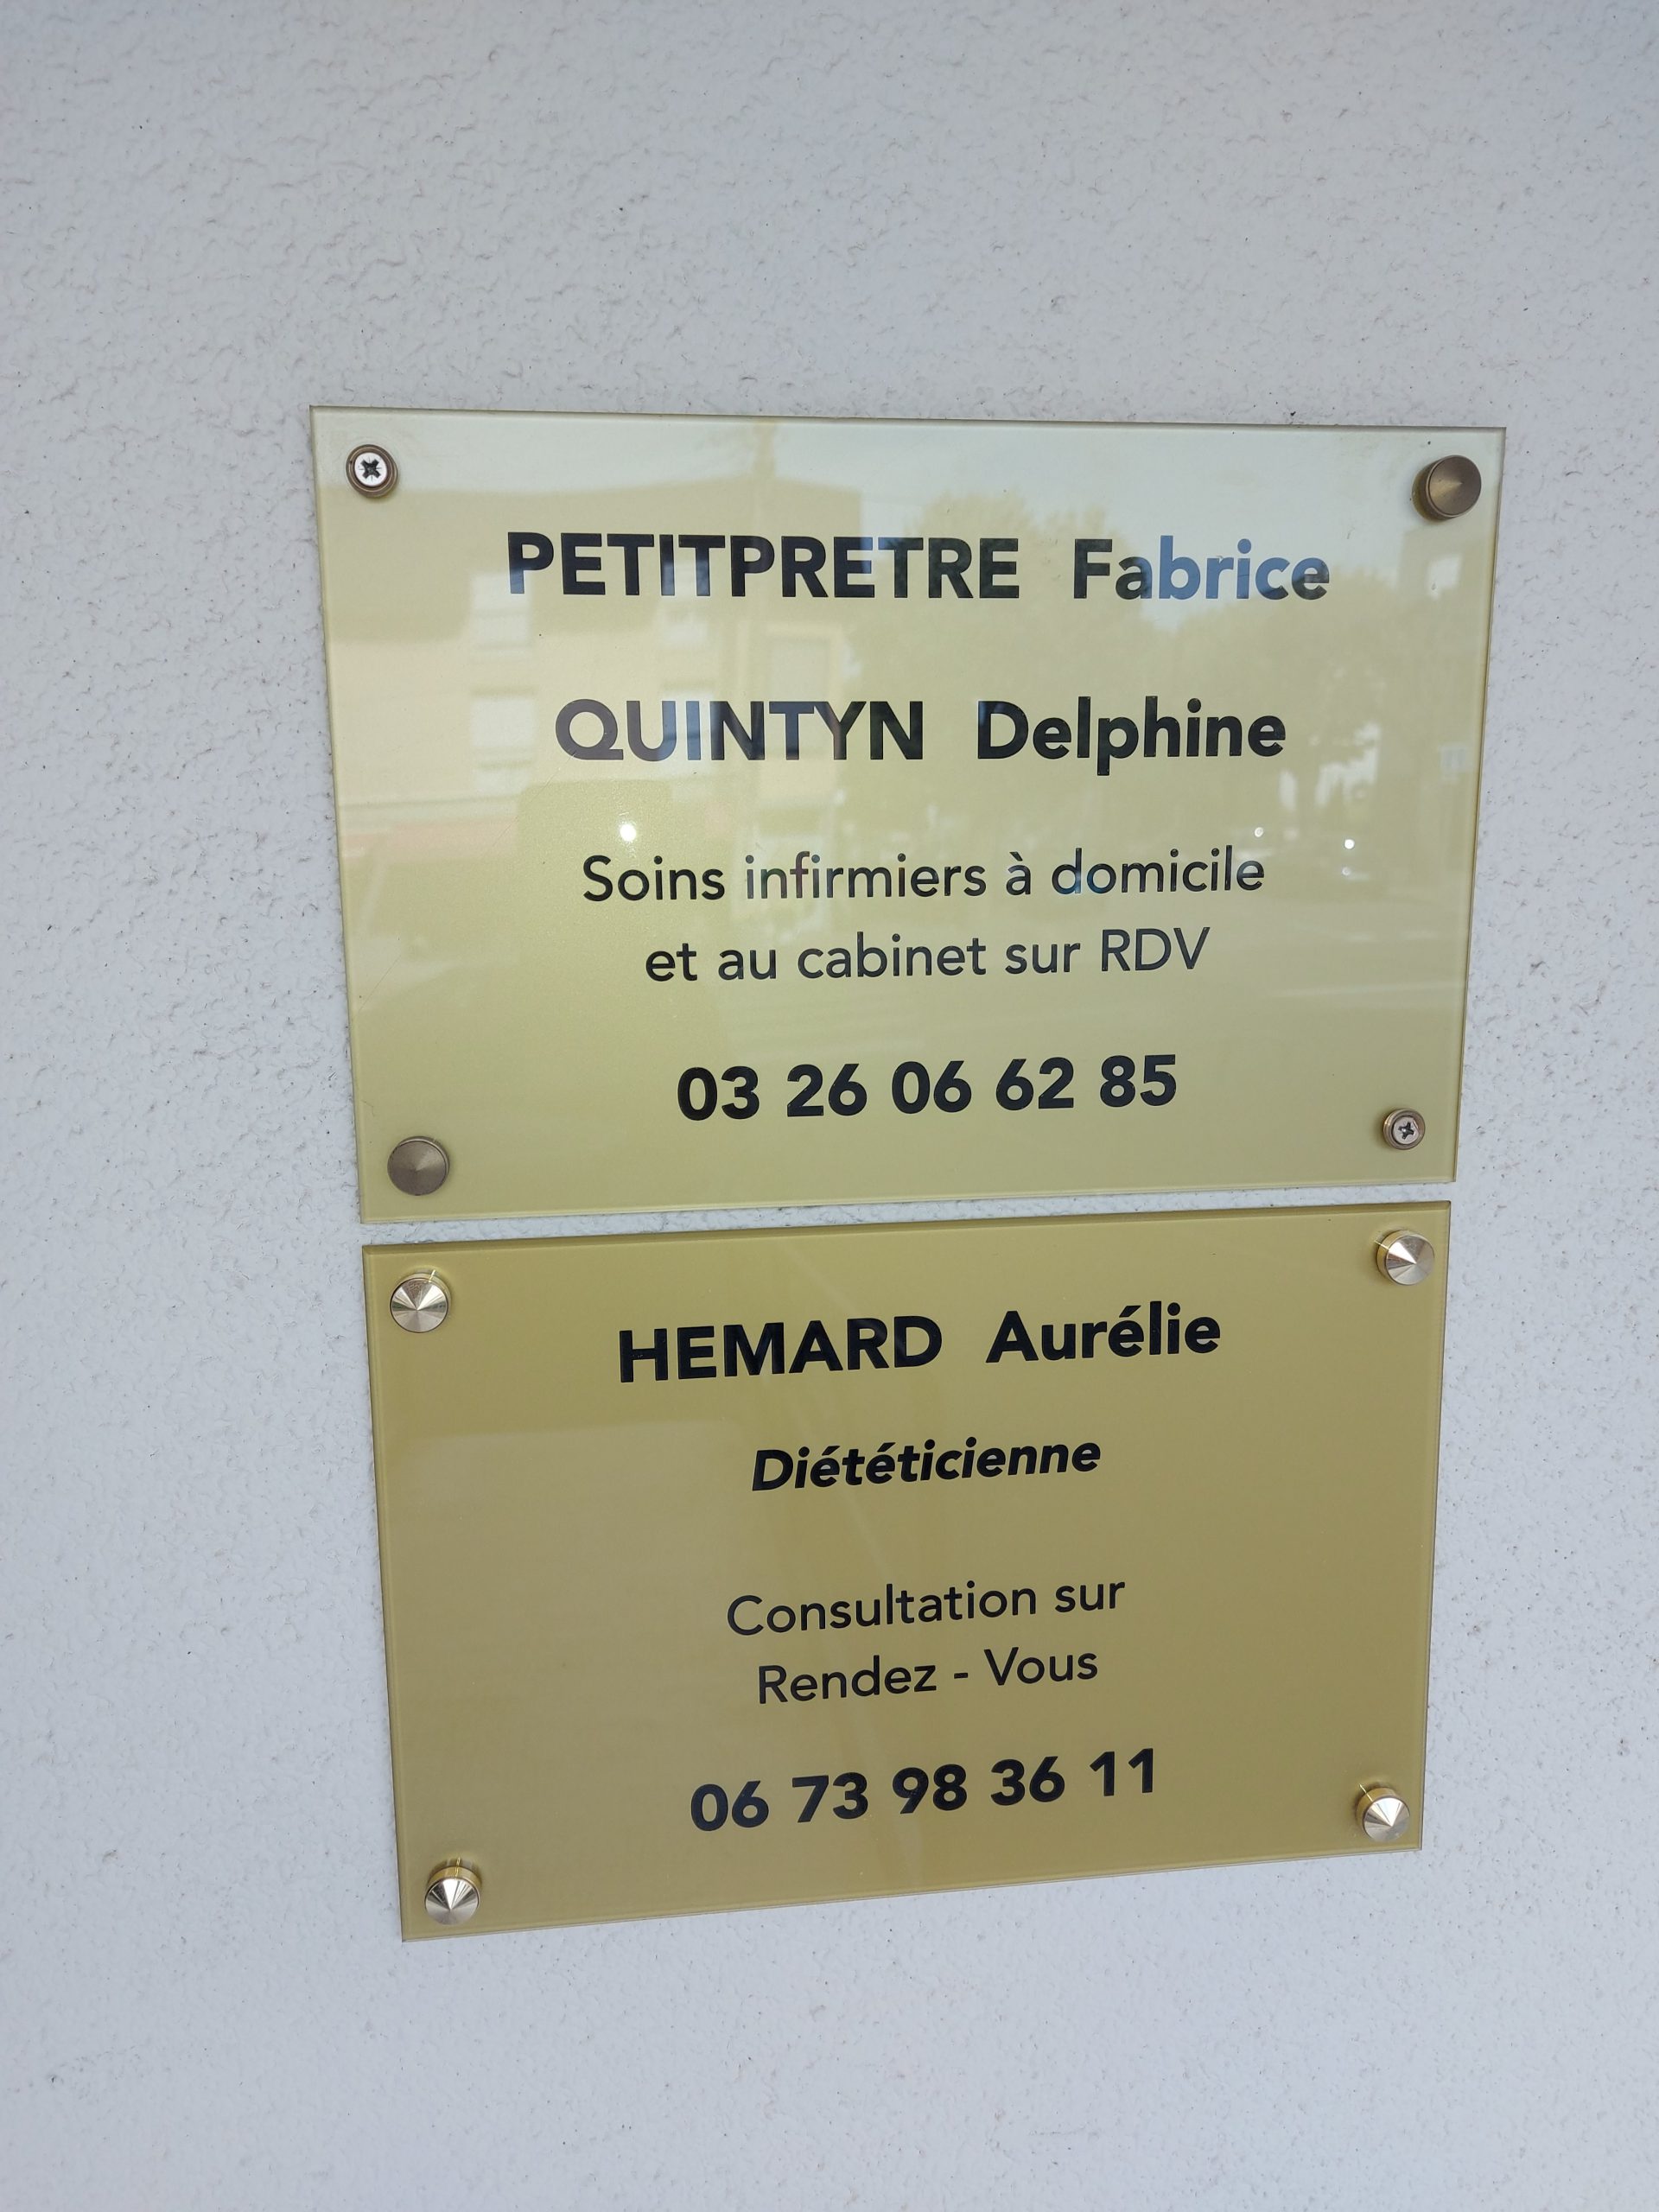 PETITPRETRE Fabrice
QUINTYN Delphine
Soins infirmiers à domicile
et au cabinet sur RDV
03 26 06 62 85
HEMARD Aurélie
Diététicienne
Consultation sur
Rendez - Vous
06 73 98 36 11